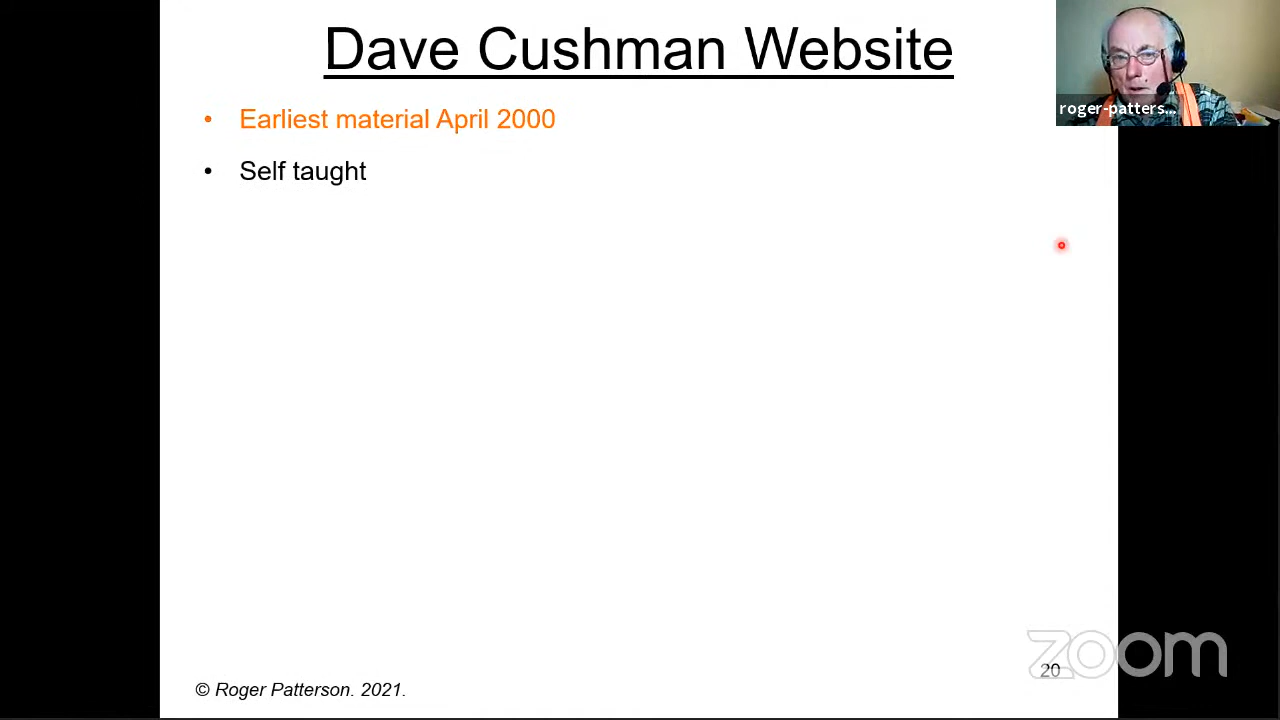 Dave Cushman Website
roger-patters...
• Earliest material April 2000
• Self taught
zoom
20
© Roger Patterson. 2021.